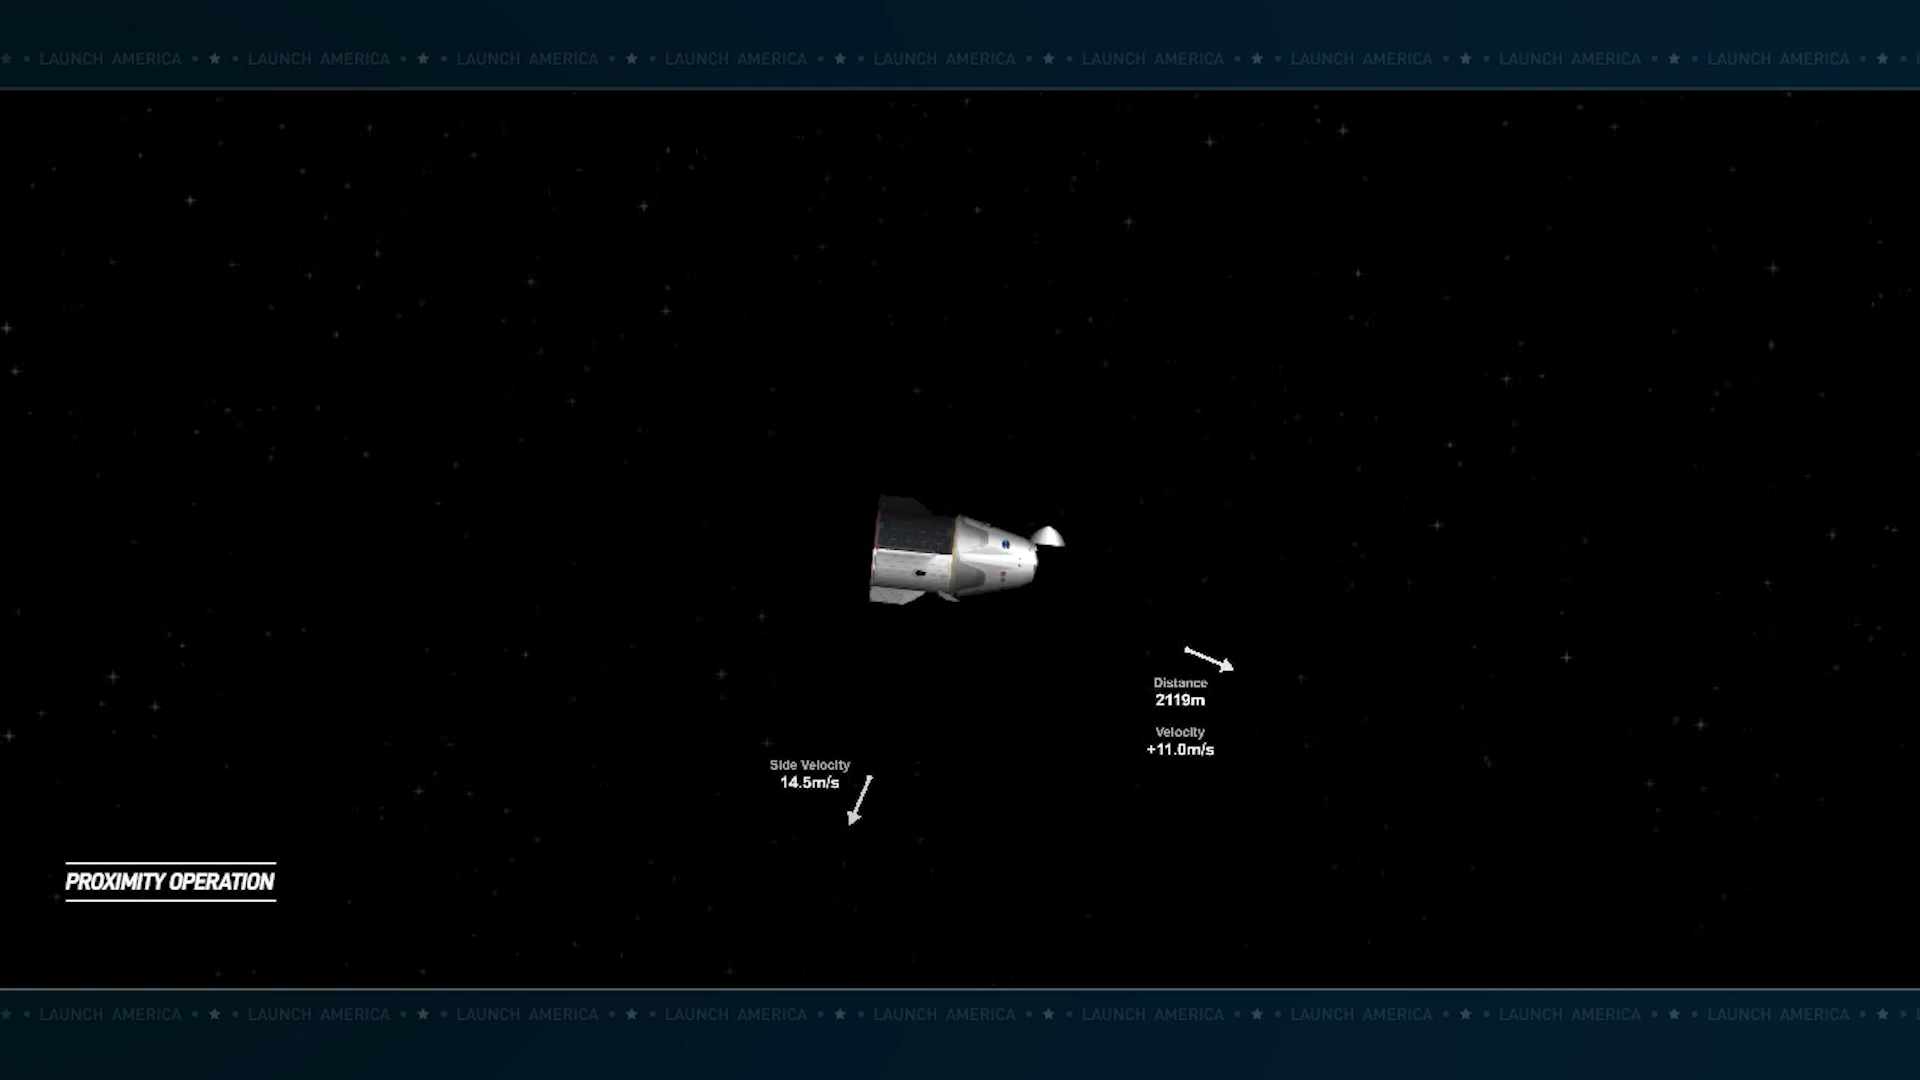 LAUNCH AMERICA LAUNCH AMERICA LAUNCH AMERICA LAUNCH AMERICA LAUNCH AMERICA LAUNCH AMERICA LAUNCH AMERICA LAUNCH AMERICA LAUNCH AMERICA
Distance
2119m
Velocity
+11.0m/s
Side Velocity
14.5m/s
PROXIMITY OPERATION
LAUNCH AMERICA LAUNCH AMERICA LAUNCH AMERICA LAUNCH AMERICA LAUNCH AMERICA LAUNCH AMERICA LAUNCH AMERICA LAUNCH AMERICA LAUNCH AMERICA